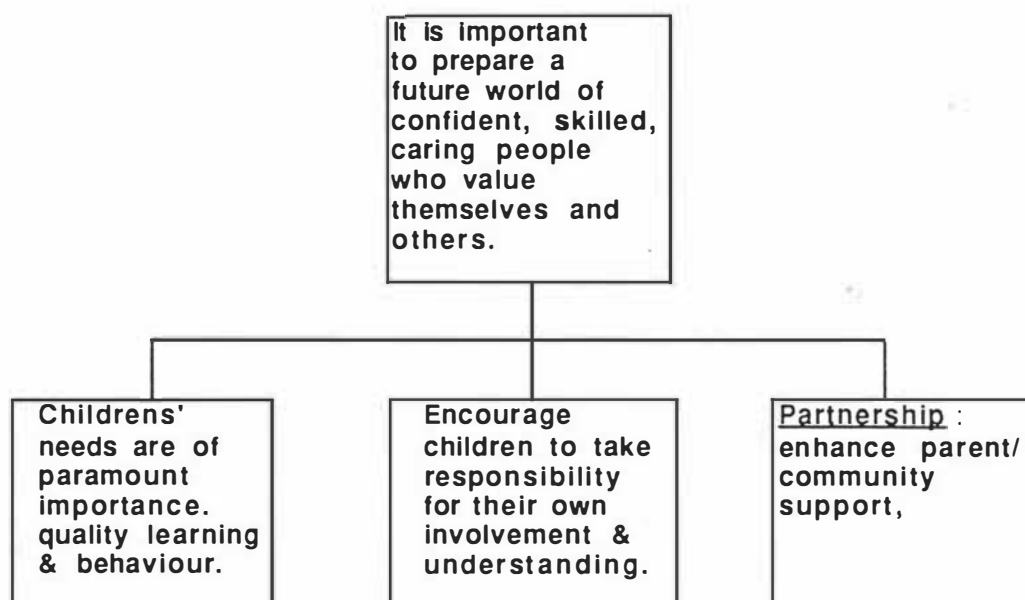 It is important
to prepare a
future world of
confident, skilled,
caring people
who value
themselves and
others.
Childrens'
needs are of
paramount
importance.
quality learning
& behaviour.
Encourage
children to take
responsibility
for their own
involvement &
understanding.
Partnership :
enhance parent/
community
support,